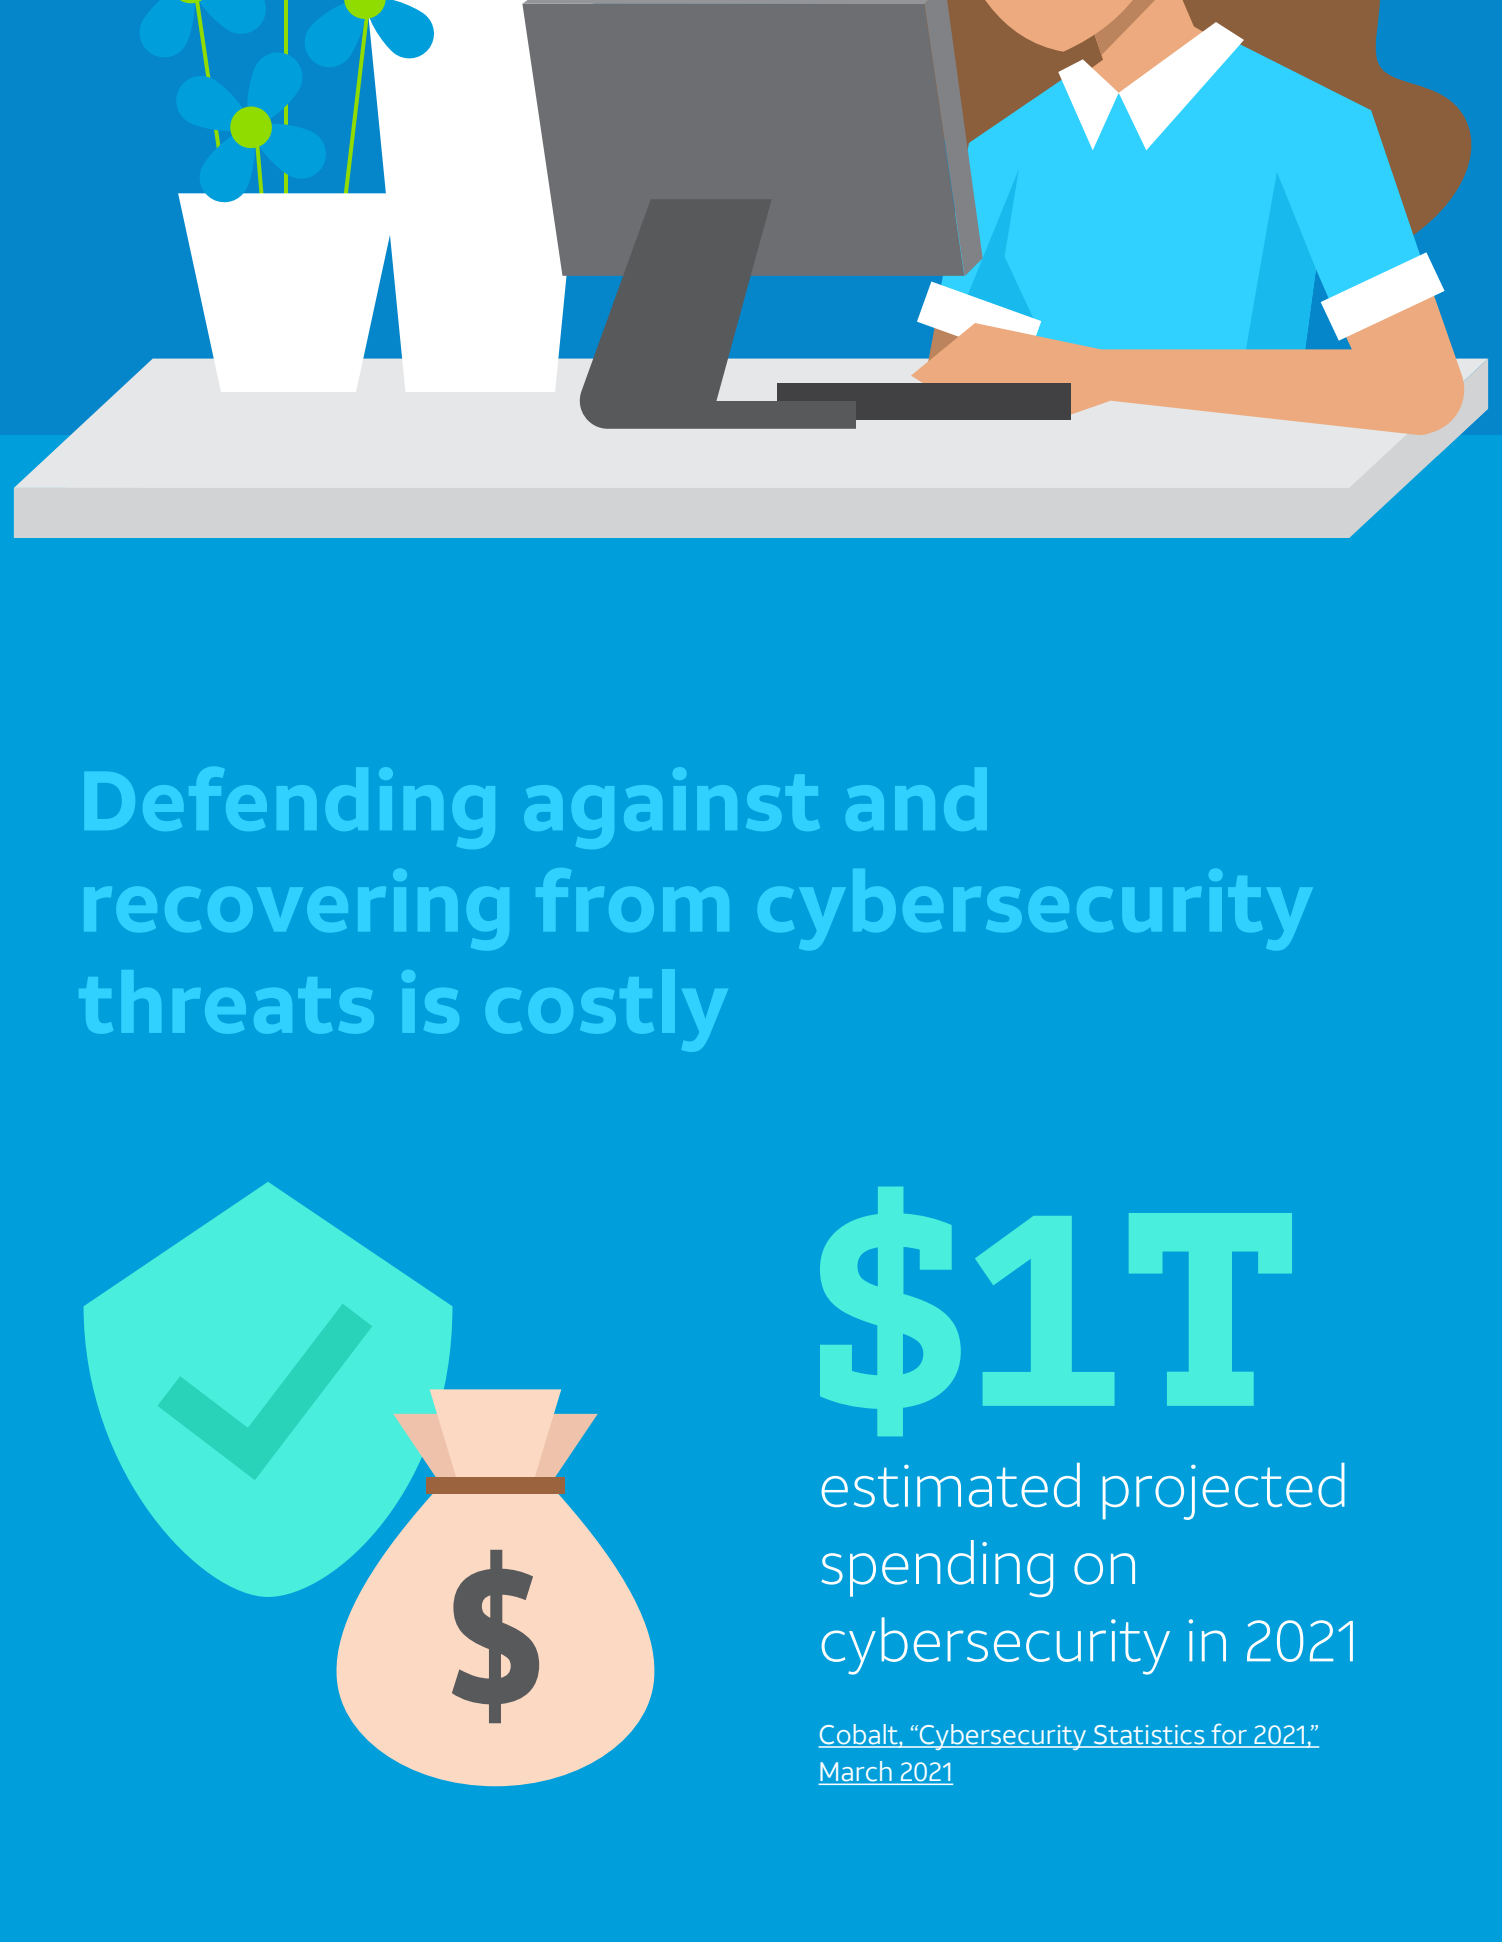 Defending against and
recovering from cybersecurity
threats is costly
$1T
estimated projected
spending on
cybersecurity in 2021
Cobalt, “Cybersecurity Statistics for 2021,”
March 2021
$